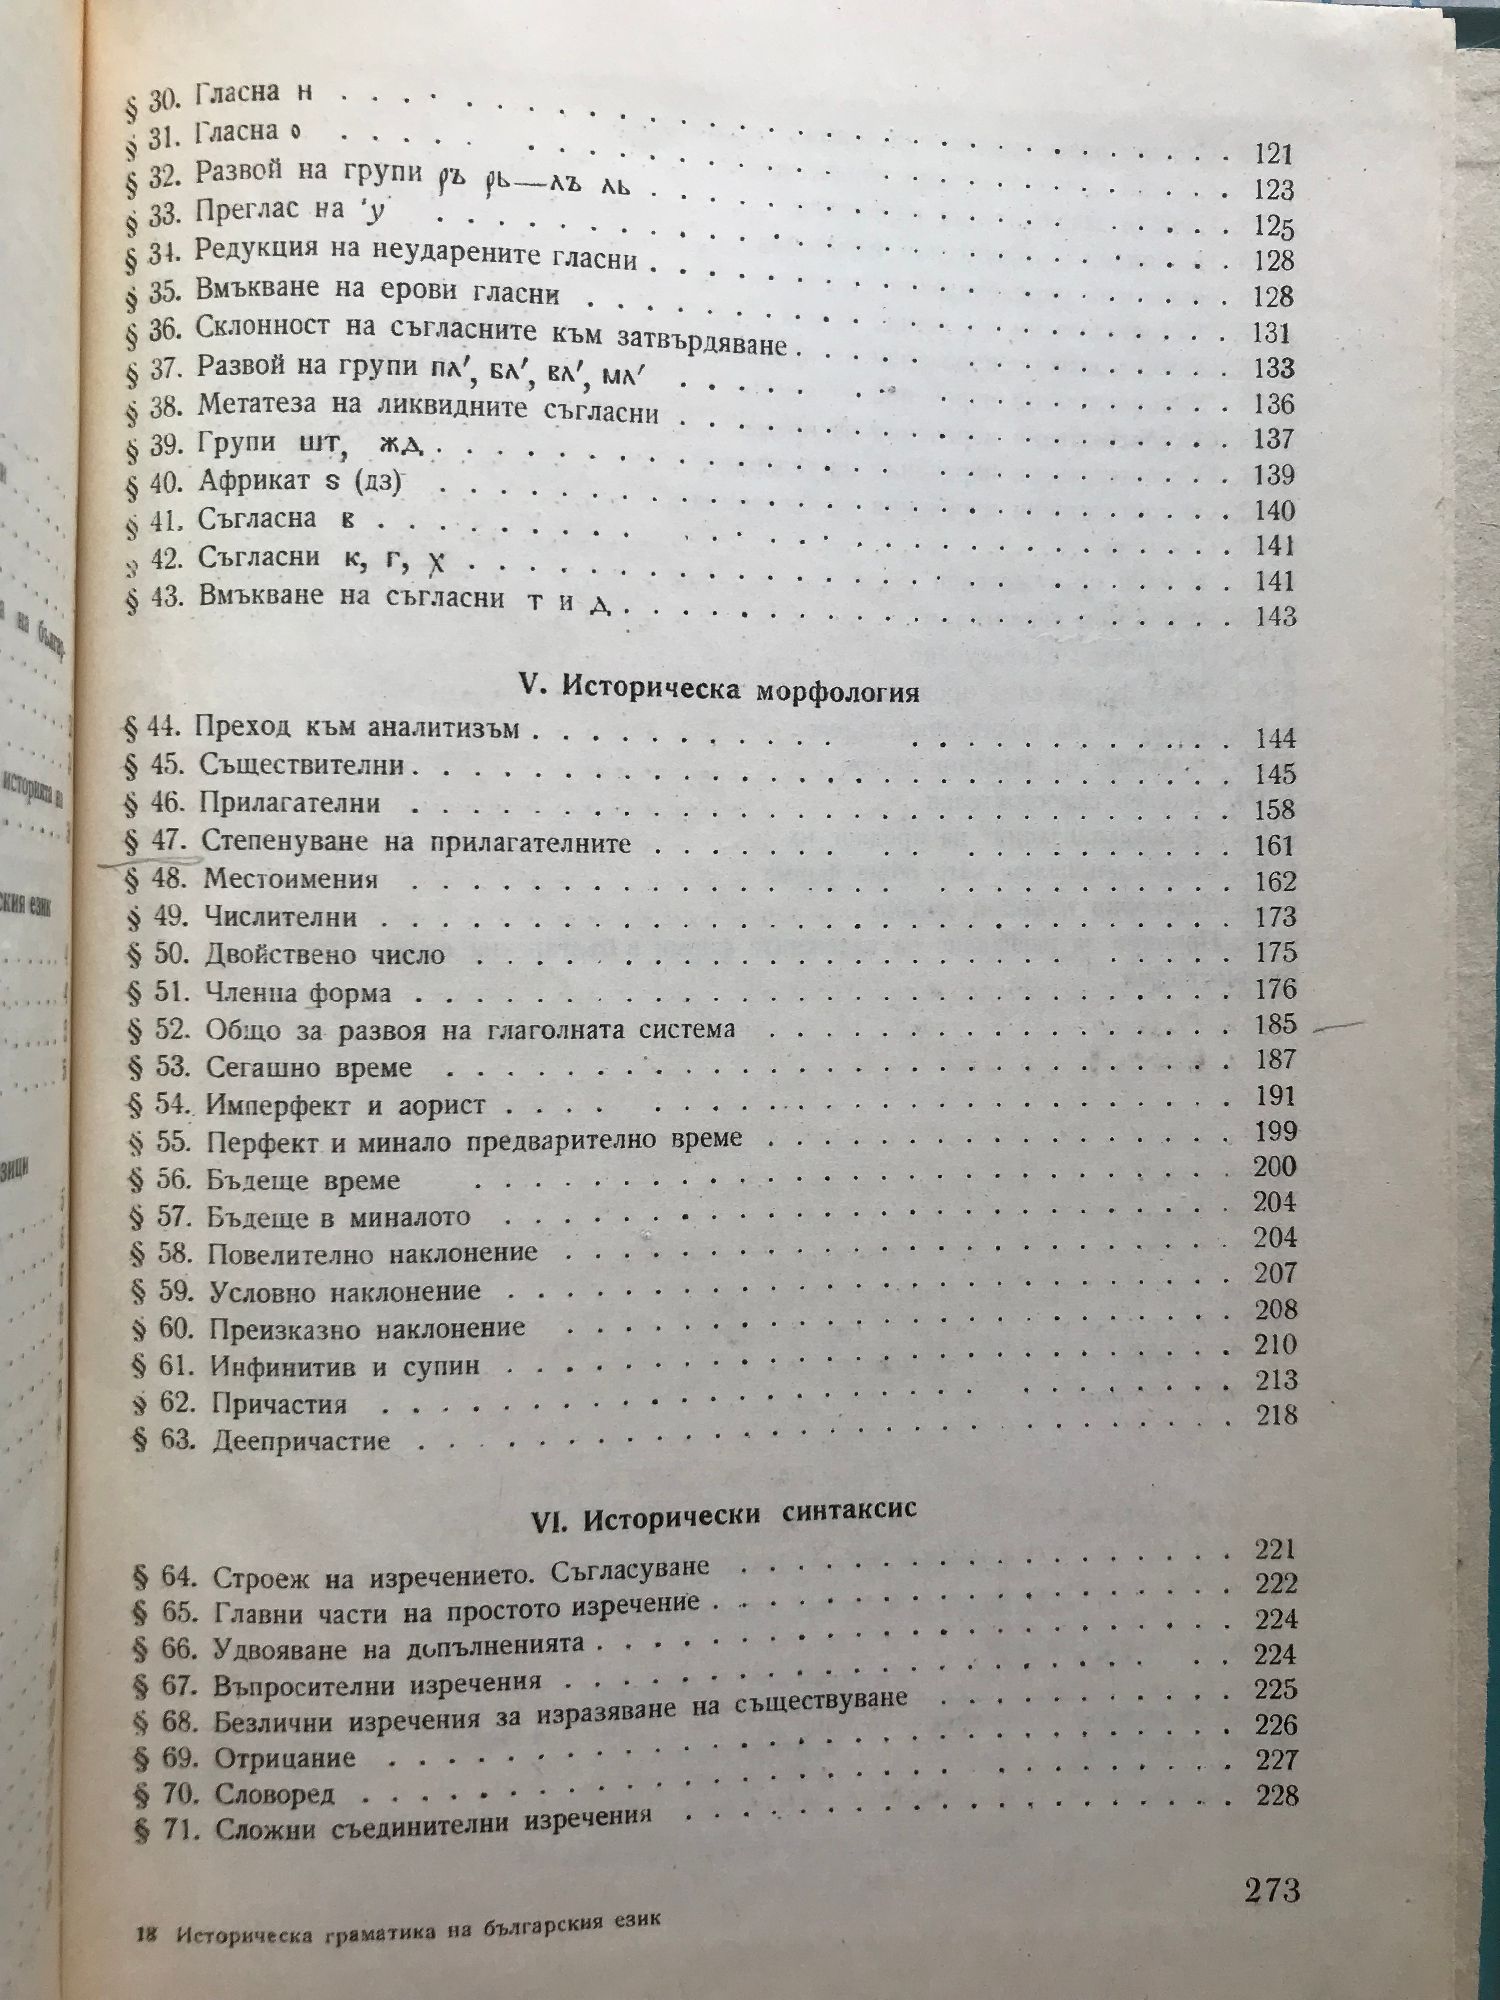 § 30. Гласна н . . . 121
§ 31. Гласна о . . . 123
§ 32. Развой на групи ръ рь—лъ ль . . . 125
§ 33. Преглас на 'у . . . 128
§ 34. Редукция на неударените гласни . . . 128
§ 35. Вмъкване на ерови гласни . . . 131
§ 36. Склонност на съгласните към затвърдяване . . . 133
§ 37. Развой на групи пл′, бл′, вл′, мл′ . . . 136
§ 38. Метатеза на ликвидните съгласни . . . 137
§ 39. Групи шт, жд . . . 139
§ 40. Африкат ѕ (дз) . . . 140
§ 41. Съгласна в . . . 141
§ 42. Съгласни к, г, χ . . . 141
§ 43. Вмъкване на съгласни т и д . . . 143
V. Историческа морфология
§ 44. Преход към аналитизъм . . . 144
§ 45. Съществителни . . . 145
§ 46. Прилагателни . . . 158
§ 47. Степенуване на прилагателните . . . 161
§ 48. Местоимения . . . 162
§ 49. Числителни . . . 173
§ 50. Двойствено число . . . 175
§ 51. Членна форма . . . 176
§ 52. Общо за развоя на глаголната система . . . 185
§ 53. Сегашно време . . . 187
§ 54. Имперфект и аорист . . . 191
§ 55. Перфект и минало предварително време . . . 199
§ 56. Бъдеще време . . . 200
§ 57. Бъдеще в миналото . . . 204
§ 58. Повелително наклонение . . . 204
§ 59. Условно наклонение . . . 207
§ 60. Преизказно наклонение . . . 208
§ 61. Инфинитив и супин . . . 210
§ 62. Причастия . . . 213
§ 63. Деепричастие . . . 218
VI. Исторически синтаксис
§ 64. Строеж на изречението. Съгласуване . . . 221
§ 65. Главни части на простото изречение . . . 222
§ 66. Удвояване на допълненията . . . 224
§ 67. Въпросителни изречения . . . 224
§ 68. Безлични изречения за изразяване на съществуване . . . 225
§ 69. Отрицание . . . 226
§ 70. Словоред . . . 227
§ 71. Сложни съединителни изречения . . . 228
273
18 Историческа граматика на българския език